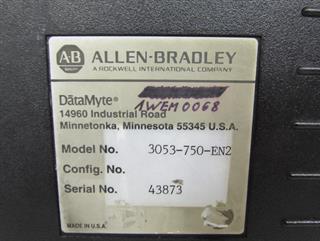 AB ALLEN-BRADLEY
A ROCKWELL INTERNATIONAL COMPANY
DataMyte®
1WEM0068
14960 Industrial Road
Minnetonka, Minnesota 55345 U.S.A.
Model No. 3053-750-EN2
Config. No.
Serial No. 43873
MADE IN U.S.A.